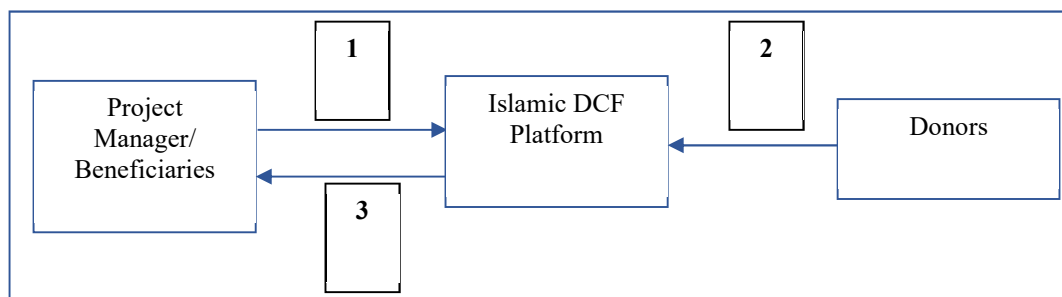 1
2
Project
Manager/
Beneficiaries
Islamic DCF
Platform
Donors
3